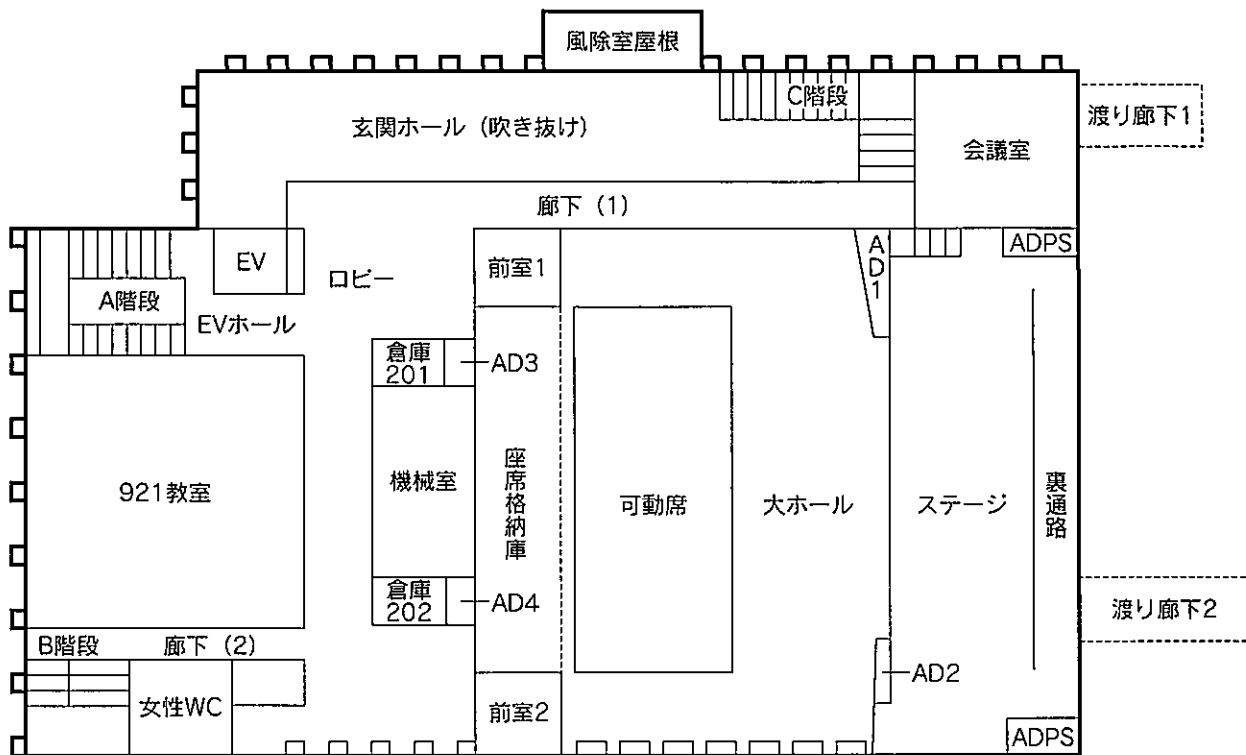 風除室屋根
C階段
渡り廊下1
玄関ホール（吹き抜け）
会議室
廊下（1）
EV
ロビー
前室1
AD1
ADPS
A階段
EVホール
倉庫
201
AD3
921教室
機械室
座席格納庫
可動席
大ホール
ステージ
裏通路
倉庫
202
AD4
渡り廊下2
B階段
廊下（2）
女性WC
前室2
AD2
ADPS